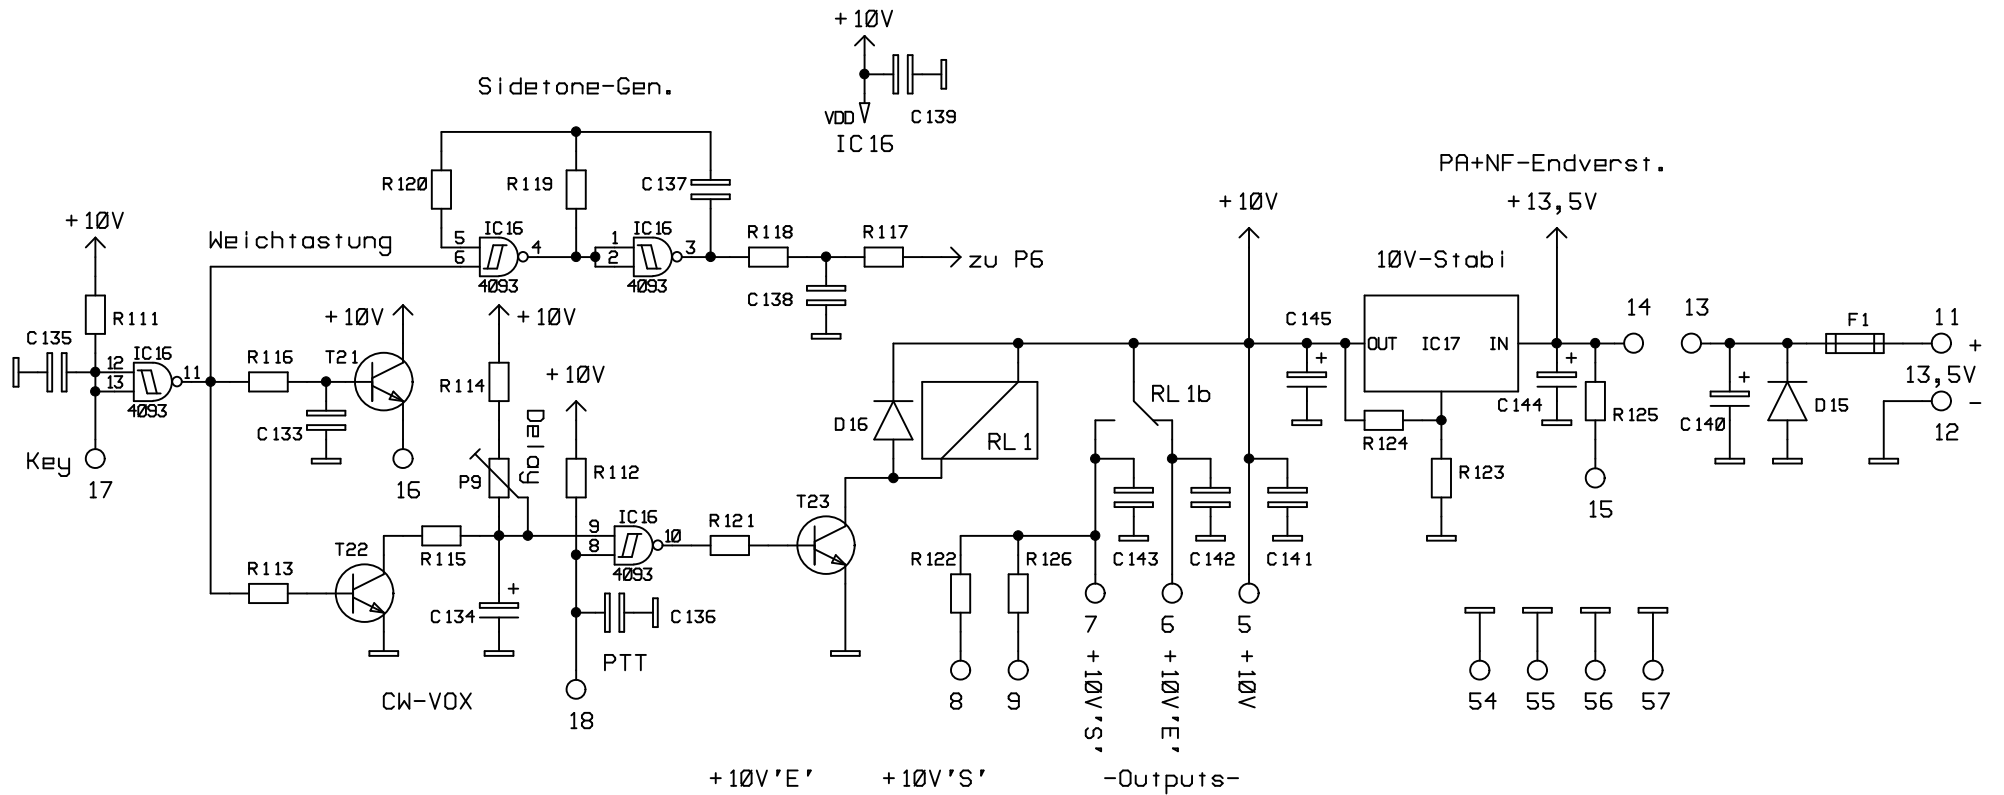 +10V
Sidetone-Gen.
VDD
C139
IC16
PA+NF-Endverst.
R120
R119
C137
+10V
+10V
+13,5V
Weichtastung
IC16
5
6
4
4093
IC16
1
2
3
4093
R118
R117
zu P6
C138
10V-Stabi
R111
C135
+10V
+10V
C145
14
13
F1
11
IC16
12
13
11
4093
R116
T21
R114
+10V
OUT
IC17
IN
+
+
+
+
13,5V
-
12
C133
Delay
D16
RL1
RL1b
C144
R125
C140
D15
R124
Key
17
16
P9
R112
R123
T23
15
T22
R115
IC16
9
8
10
4093
R121
R113
R122
R126
C143
C142
C141
+
C134
C136
PTT
7
6
5
+10V'S'
+10V'E'
+10V
CW-VOX
18
8
9
54
55
56
57
+10V'E'
+10V'S'
-Outputs-